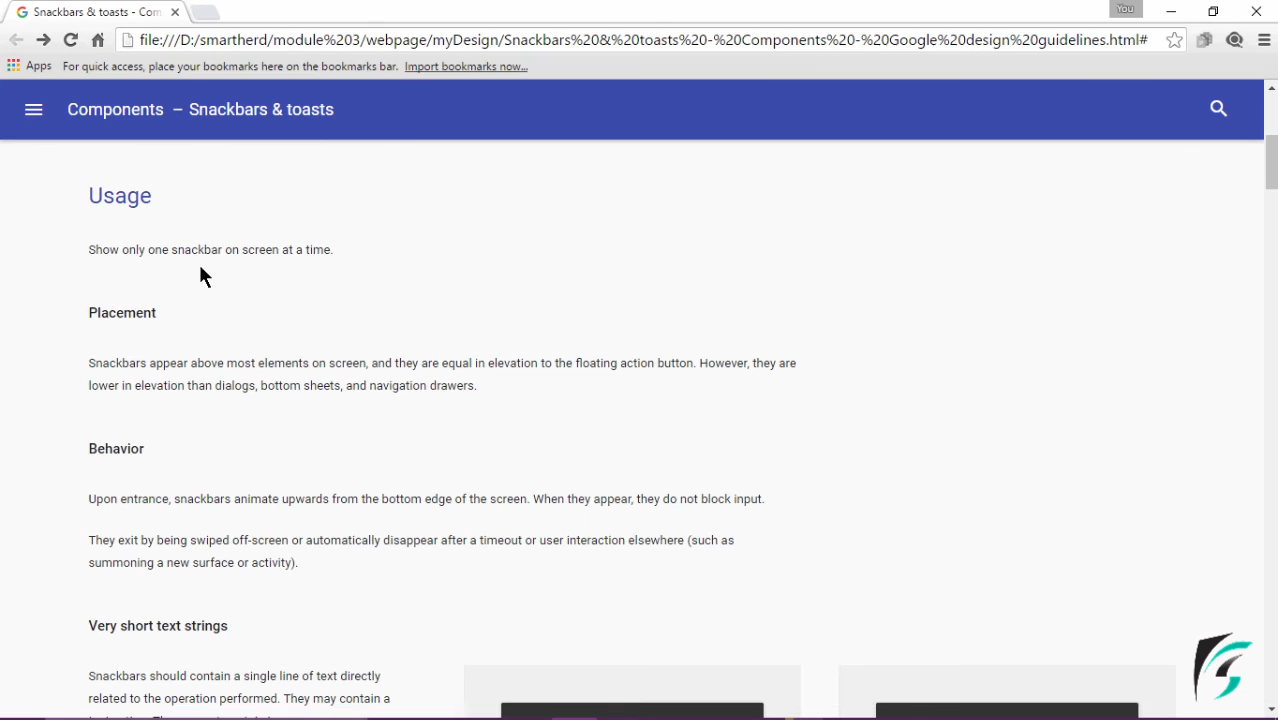 Snackbars & toasts - Com
You
file:///D:/smartherd/module%203/webpage/myDesign/Snackbars%20&%20toasts%20-%20Components%20-%20Google%20design%20guidelines.html#
Apps For quick access, place your bookmarks here on the bookmarks bar. Import bookmarks now...
Components – Snackbars & toasts
Usage
Show only one snackbar on screen at a time.
Placement
Snackbars appear above most elements on screen, and they are equal in elevation to the floating action button. However, they are
lower in elevation than dialogs, bottom sheets, and navigation drawers.
Behavior
Upon entrance, snackbars animate upwards from the bottom edge of the screen. When they appear, they do not block input.
They exit by being swiped off-screen or automatically disappear after a timeout or user interaction elsewhere (such as
summoning a new surface or activity).
Very short text strings
Snackbars should contain a single line of text directly
related to the operation performed. They may contain a